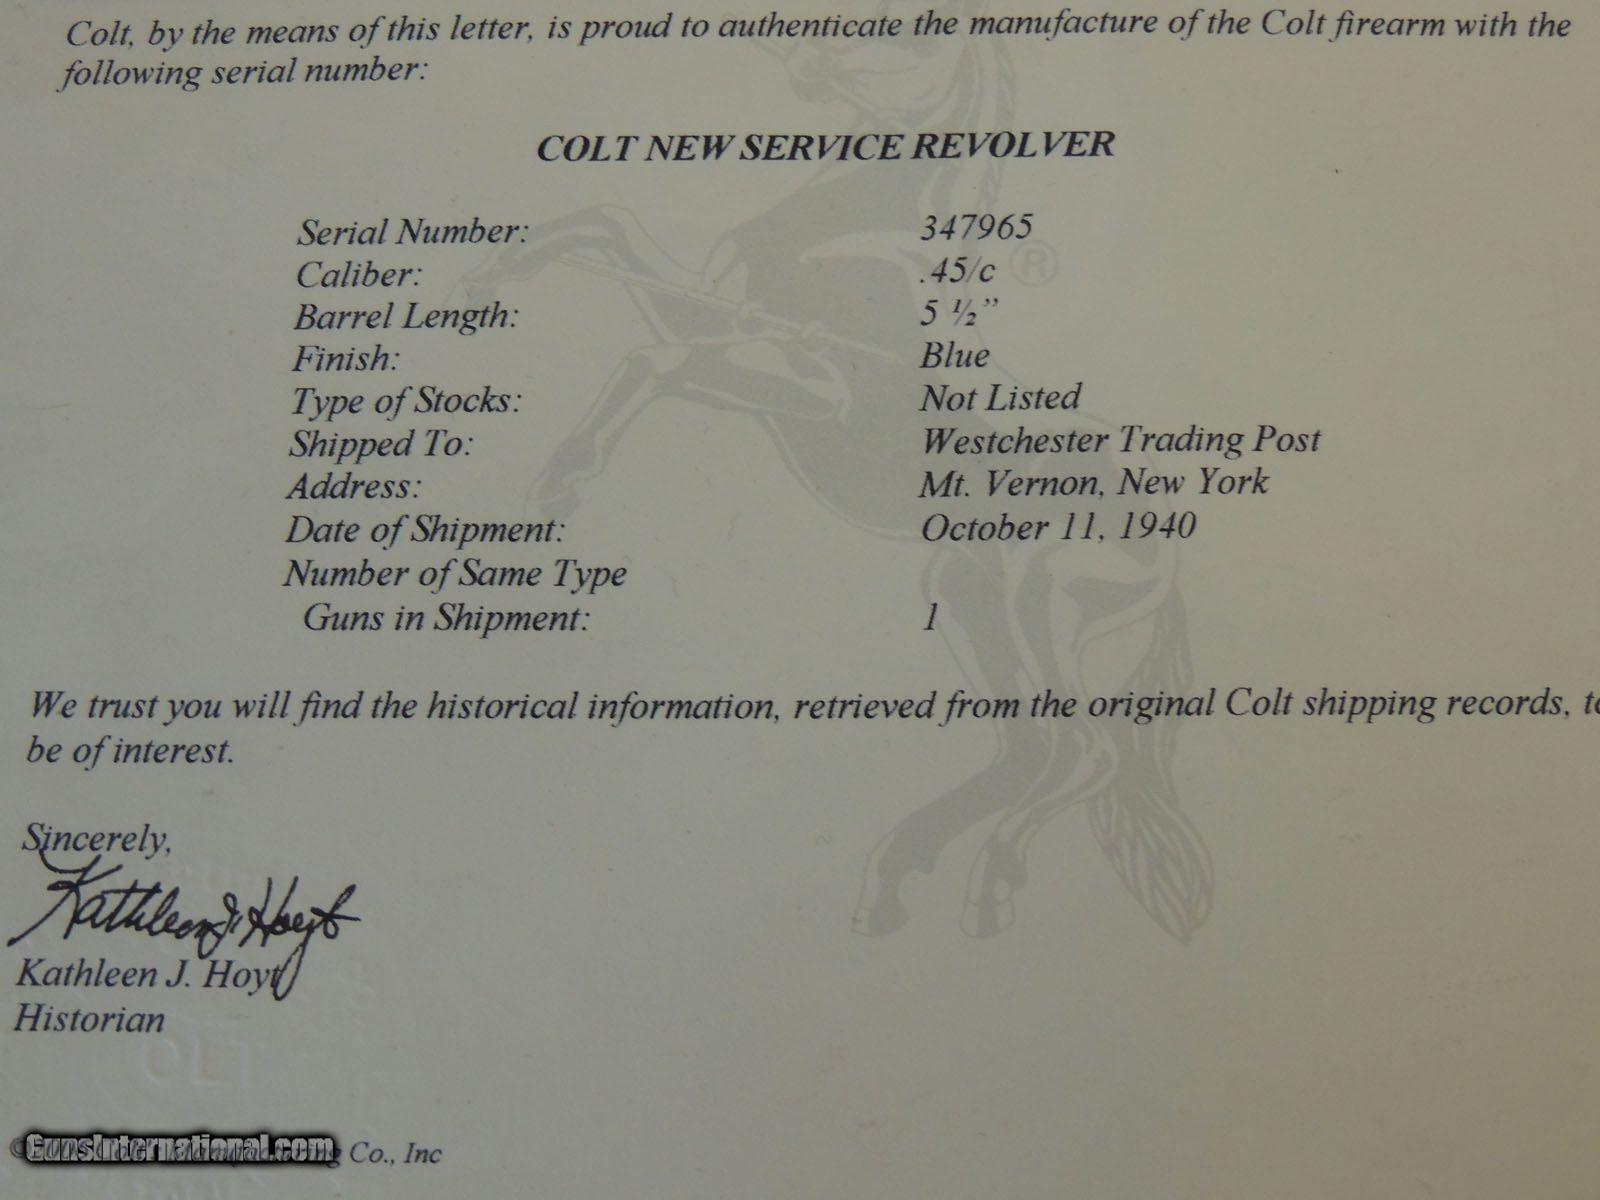 Colt, by the means of this letter, is proud to authenticate the manufacture of the Colt firearm with the
following serial number:
COLT NEW SERVICE REVOLVER
Serial Number: 347965
Caliber: .45/c
Barrel Length: 5 ½”
Finish: Blue
Type of Stocks: Not Listed
Shipped To: Westchester Trading Post
Address: Mt. Vernon, New York
Date of Shipment: October 11, 1940
Number of Same Type
Guns in Shipment: 1
®
We trust you will find the historical information, retrieved from the original Colt shipping records, to
be of interest.
Sincerely,
Kathleen J. Hoyt
Kathleen J. Hoyt
Historian
OLT
GunsInternational.com
Co., Inc